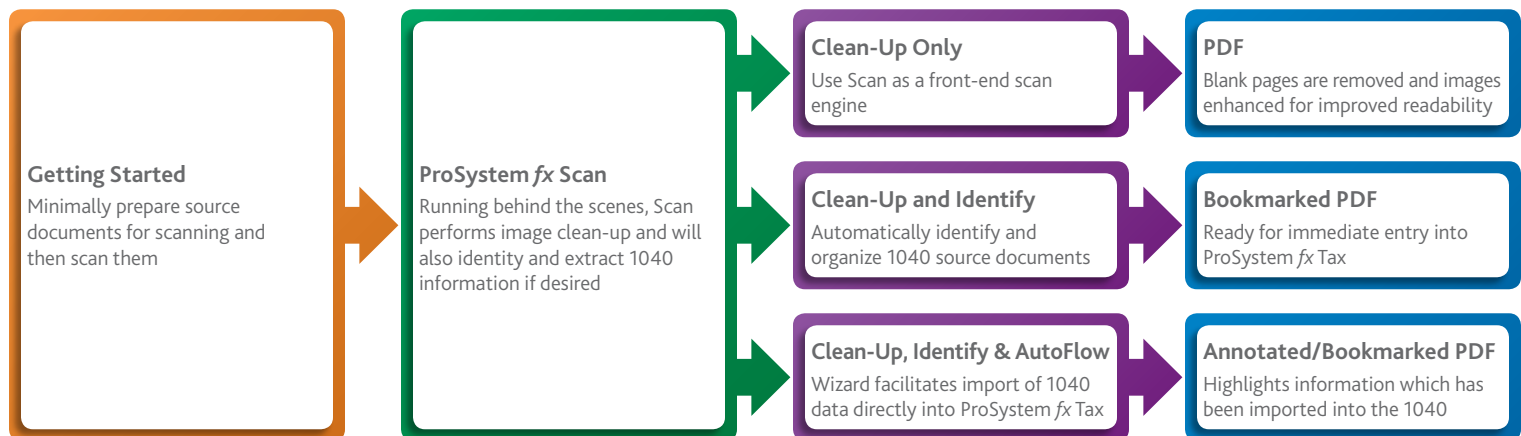 Getting Started
Minimally prepare source
documents for scanning and
then scan them
ProSystem fx Scan
Running behind the scenes, Scan
performs image clean-up and will
also identity and extract 1040
information if desired
Clean-Up Only
Use Scan as a front-end scan
engine
PDF
Blank pages are removed and images
enhanced for improved readability
Clean-Up and Identify
Automatically identify and
organize 1040 source documents
Bookmarked PDF
Ready for immediate entry into
ProSystem fx Tax
Clean-Up, Identify & AutoFlow
Wizard facilitates import of 1040
data directly into ProSystem fx Tax
Annotated/Bookmarked PDF
Highlights information which has
been imported into the 1040